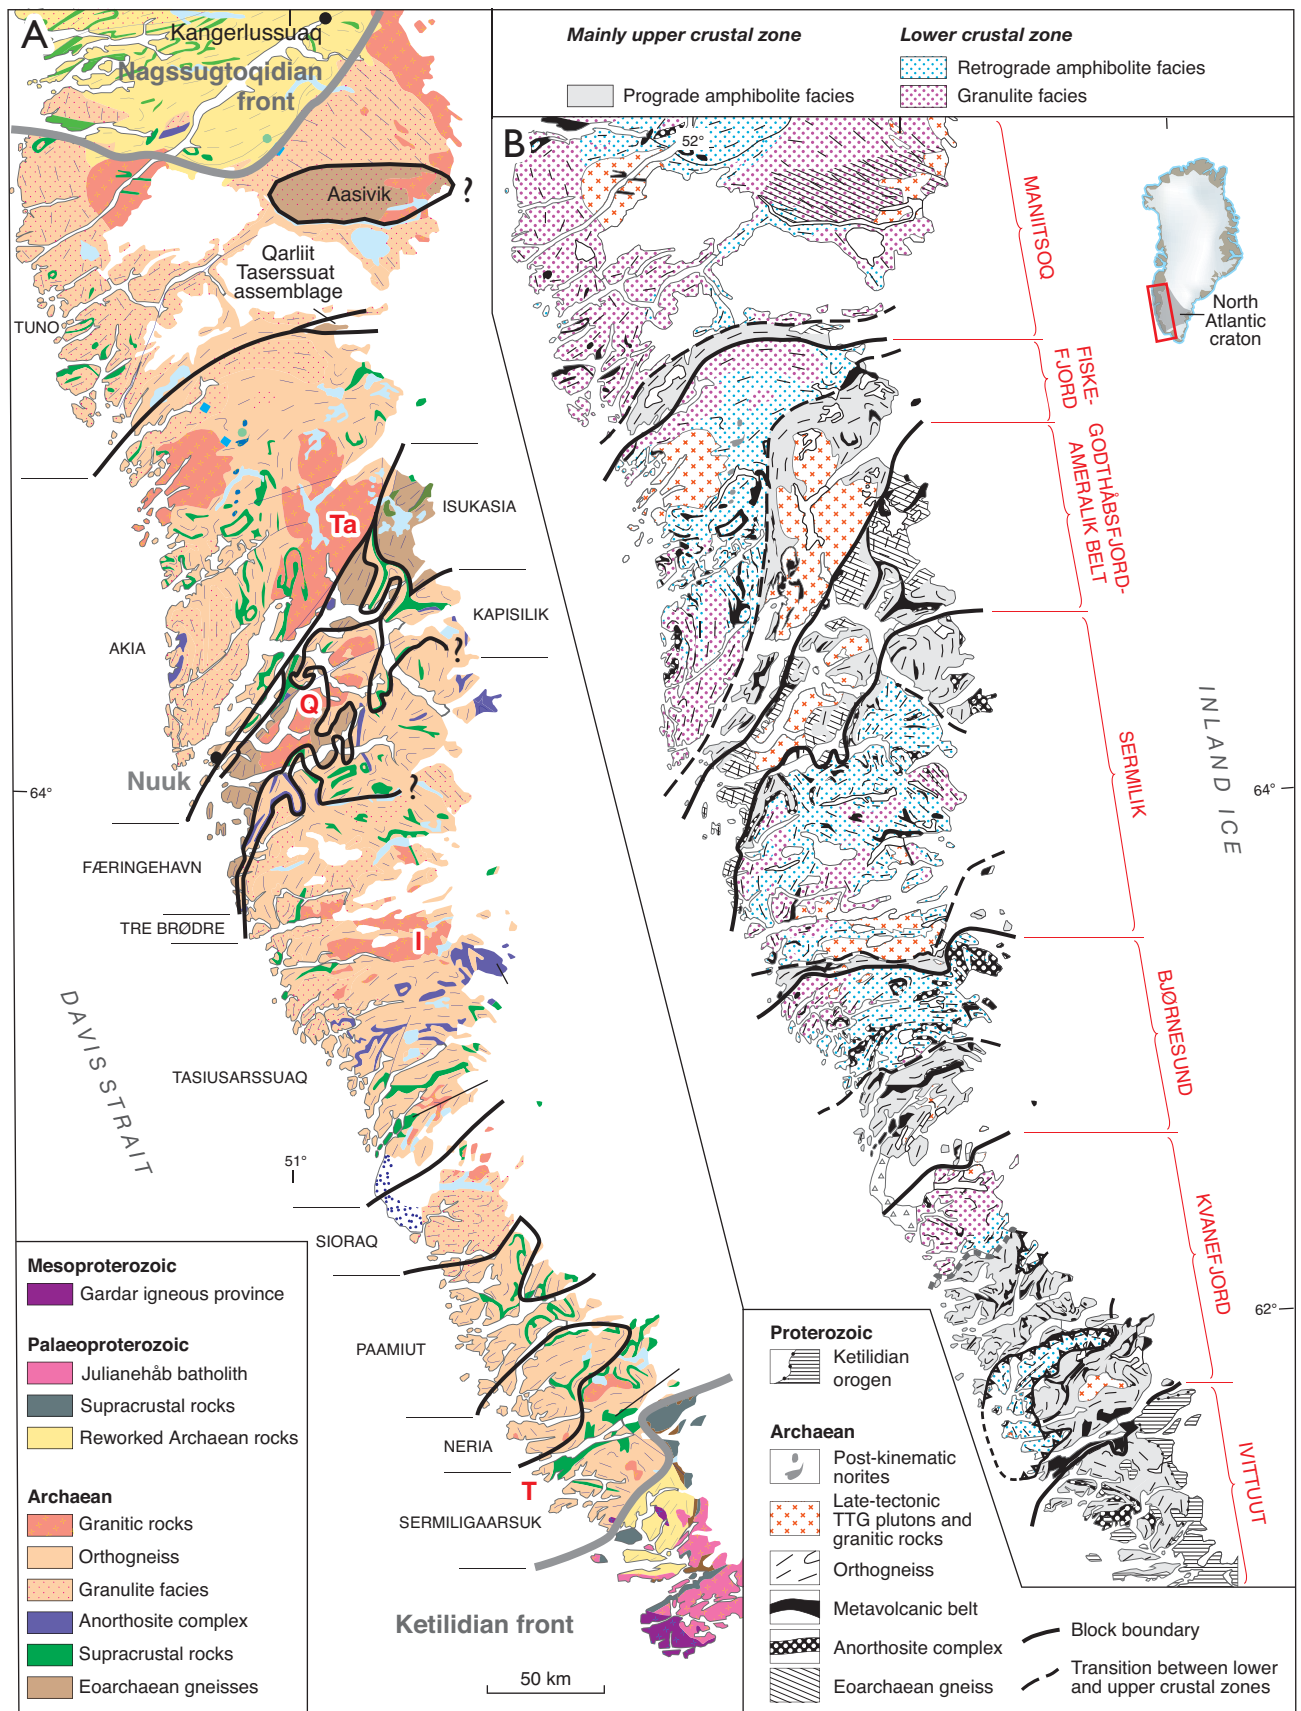 A
Kangerlussuaq
Nagssugtoqidian
front
Aasivik
?
Qarliit
Taserssuat
assemblage
TUNO
ISUKASIA
Ta
KAPISILIK
AKIA
?
Q
Nuuk
64°
?
FÆRINGEHAVN
TRE BRØDRE
I
DAVIS STRAIT
TASIUSARSSUAQ
51°
SIORAQ
PAAMIUT
NERIA
T
SERMILIGAARSUK
Ketilidian front
50 km
Mesoproterozoic
Gardar igneous province
Palaeoproterozoic
Julianehåb batholith
Supracrustal rocks
Reworked Archaean rocks
Archaean
Granitic rocks
Orthogneiss
Granulite facies
Anorthosite complex
Supracrustal rocks
Eoarchaean gneisses
Mainly upper crustal zone
Prograde amphibolite facies
Lower crustal zone
Retrograde amphibolite facies
Granulite facies
B
52°
MANIITSOQ
North
Atlantic
craton
FISKE-
FJORD
GODTHÅBSFJORD-
AMERALIK BELT
SERMILIK
INLAND ICE
64°
BJØRNESUND
KVANEFJORD
62°
IVITTUUT
Proterozoic
Ketilidian
orogen
Archaean
Post-kinematic
norites
Late-tectonic
TTG plutons and
granitic rocks
Orthogneiss
Metavolcanic belt
Anorthosite complex
Eoarchaean gneiss
Block boundary
Transition between lower
and upper crustal zones